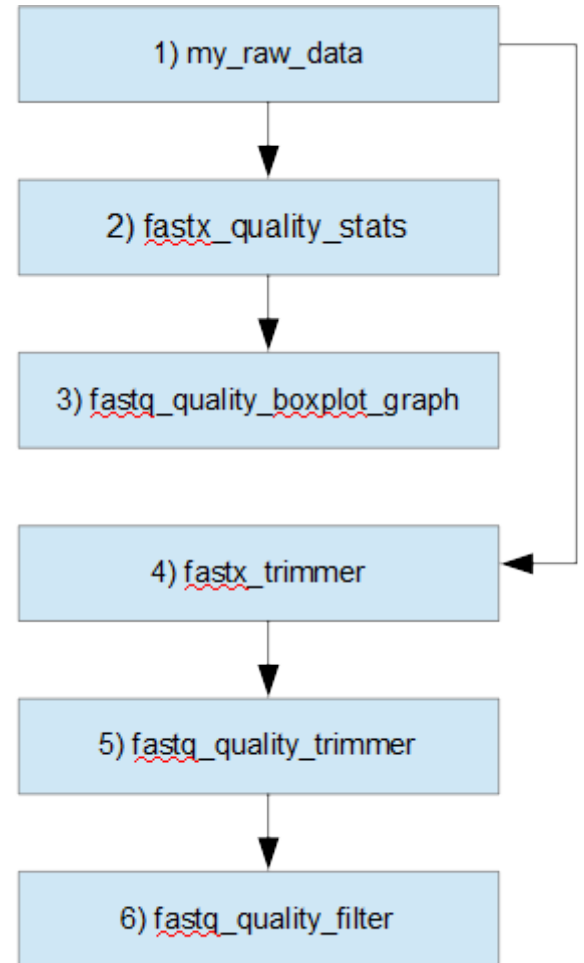 1) my_raw_data
2) fastx_quality_stats
3) fastq_quality_boxplot_graph
4) fastx_trimmer
5) fastq_quality_trimmer
6) fastq_quality_filter